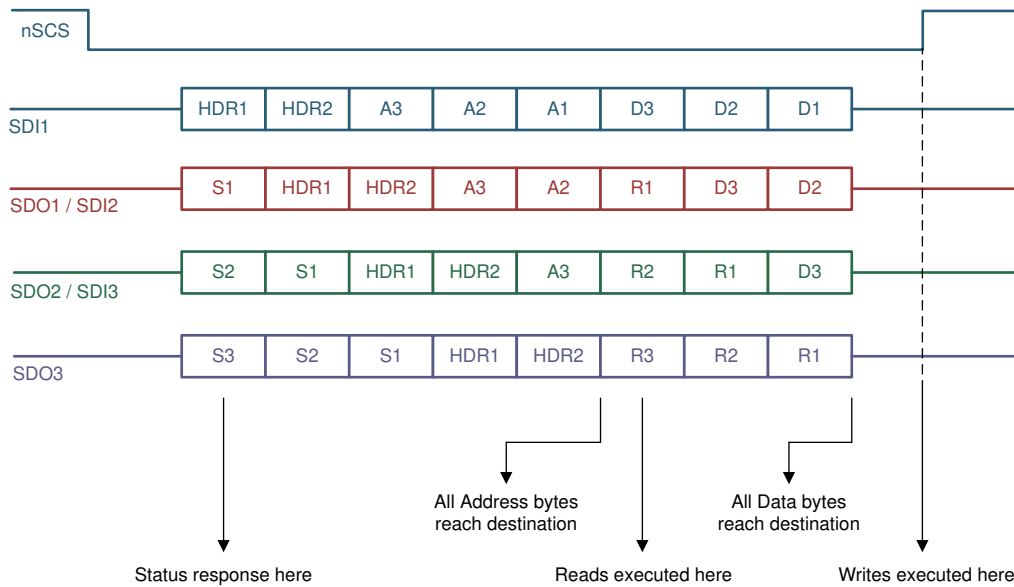 nSCS
HDR1 HDR2 A3 A2 A1 D3 D2 D1
SDI1
S1 HDR1 HDR2 A3 A2 R1 D3 D2
SDO1 / SDI2
S2 S1 HDR1 HDR2 A3 R2 R1 D3
SDO2 / SDI3
S3 S2 S1 HDR1 HDR2 R3 R2 R1
SDO3
All Address bytes
reach destination
All Data bytes
reach destination
Status response here
Reads executed here
Writes executed here